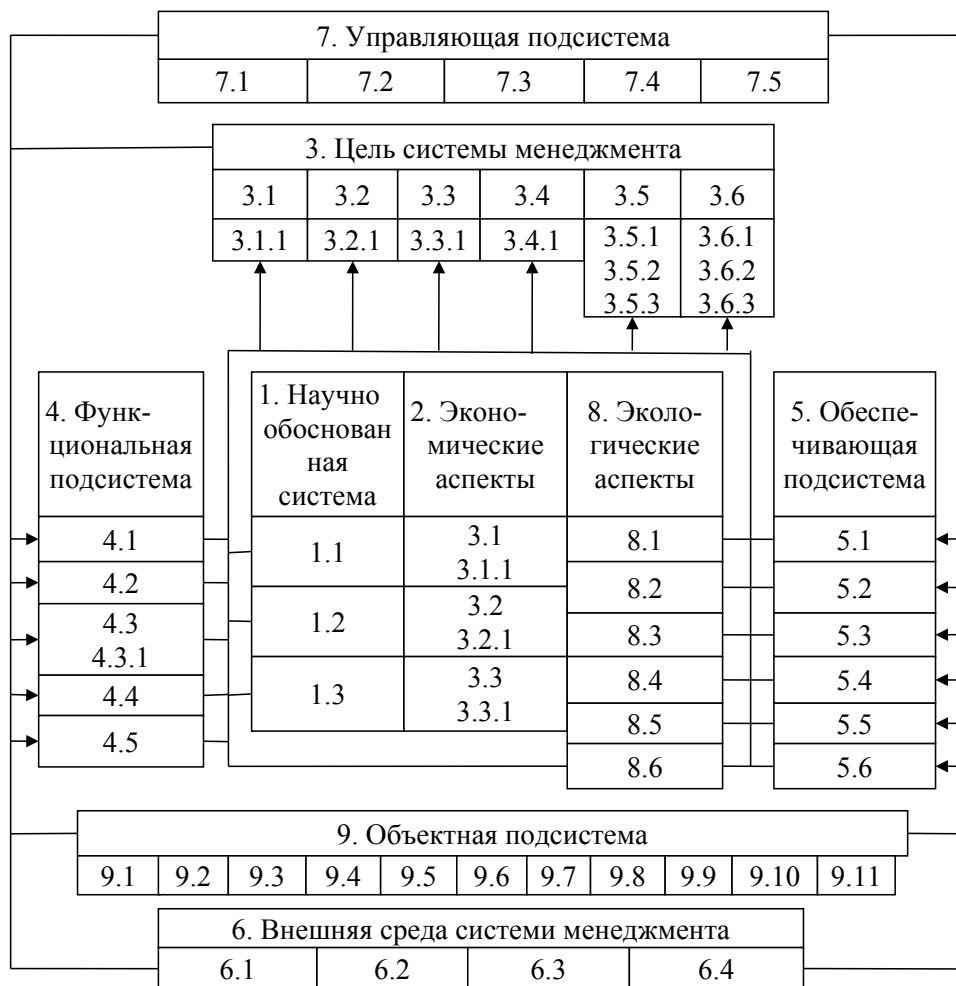 7. Управляющая подсистема
7.1 7.2 7.3 7.4 7.5
3. Цель системы менеджмента
3.1 3.2 3.3 3.4 3.5 3.6
3.1.1 3.2.1 3.3.1 3.4.1 3.5.1 3.6.1
3.5.2 3.6.2
3.5.3 3.6.3
4. Функ-
циональная
подсистема
4.1
4.2
4.3
4.3.1
4.4
4.5
1. Научно
обоснован
ная
система
1.1
1.2
1.3
2. Эконо-
мические
аспекты
3.1
3.1.1
3.2
3.2.1
3.3
3.3.1
8. Эколо-
гические
аспекты
8.1
8.2
8.3
8.4
8.5
8.6
5. Обеспе-
чивающая
подсистема
5.1
5.2
5.3
5.4
5.5
5.6
9. Объектная подсистема
9.1 9.2 9.3 9.4 9.5 9.6 9.7 9.8 9.9 9.10 9.11
6. Внешняя среда системи менеджмента
6.1 6.2 6.3 6.4